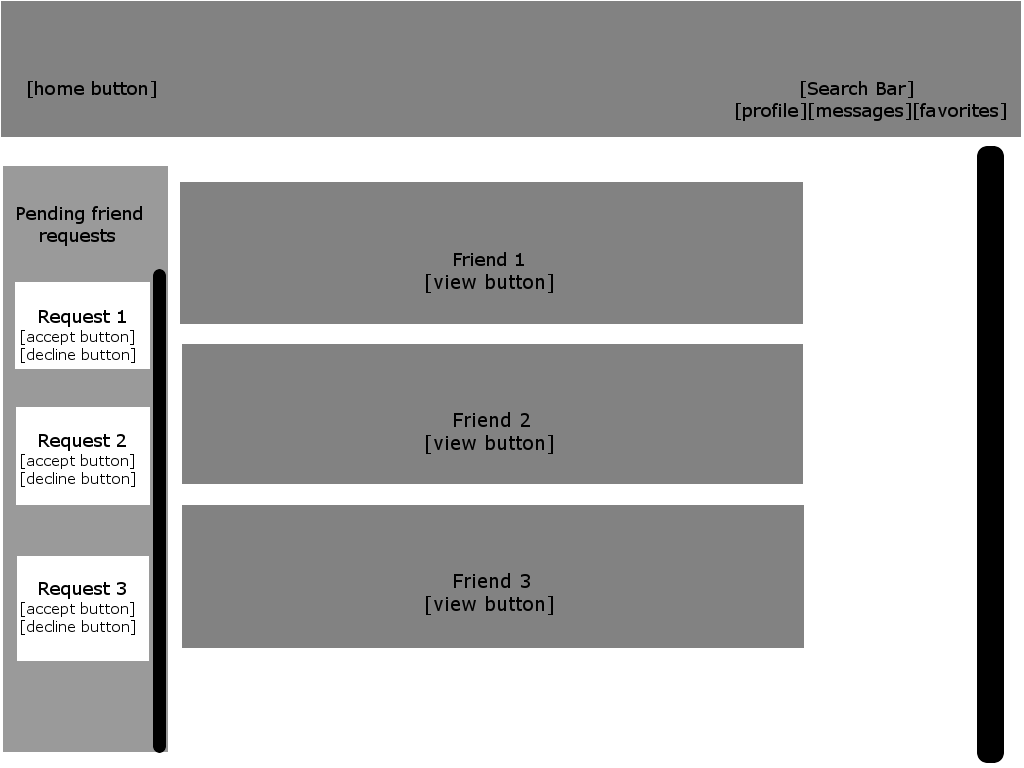 [home button]
[Search Bar]
[profile][messages][favorites]
Pending friend
requests
Request 1
[accept button]
[decline button]
Request 2
[accept button]
[decline button]
Request 3
[accept button]
[decline button]
Friend 1
[view button]
Friend 2
[view button]
Friend 3
[view button]